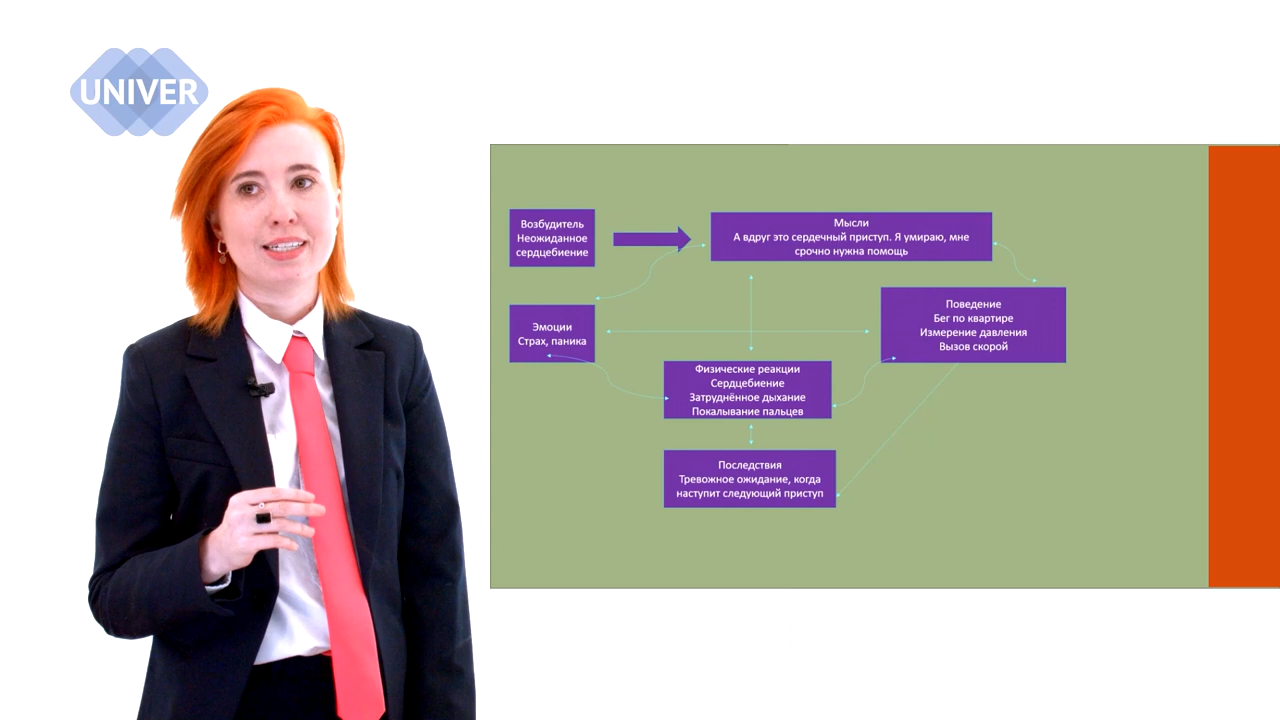 UNIVER
Возбудитель
Неожиданное
сердцебиение
Мысли
А вдруг это сердечный приступ. Я умираю, мне
срочно нужна помощь
Эмоции
Страх, паника
Поведение
Бег по квартире
Измерение давления
Вызов скорой
Физические реакции
Сердцебиение
Затруднённое дыхание
Покалывание пальцев
Последствия
Тревожное ожидание, когда
наступит следующий приступ